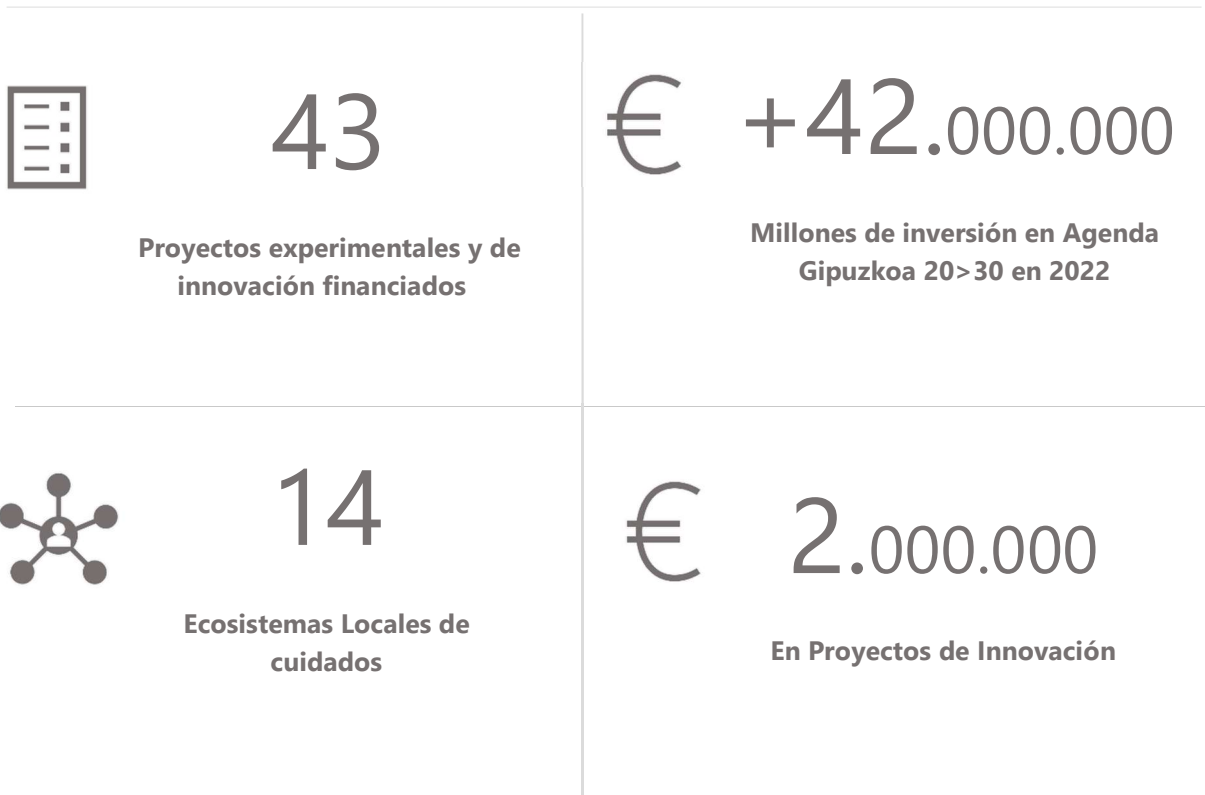 43
Proyectos experimentales y de
innovación financiados
€ +42.000.000
Millones de inversión en Agenda
Gipuzkoa 20>30 en 2022
14
Ecosistemas Locales de
cuidados
€ 2.000.000
En Proyectos de Innovación